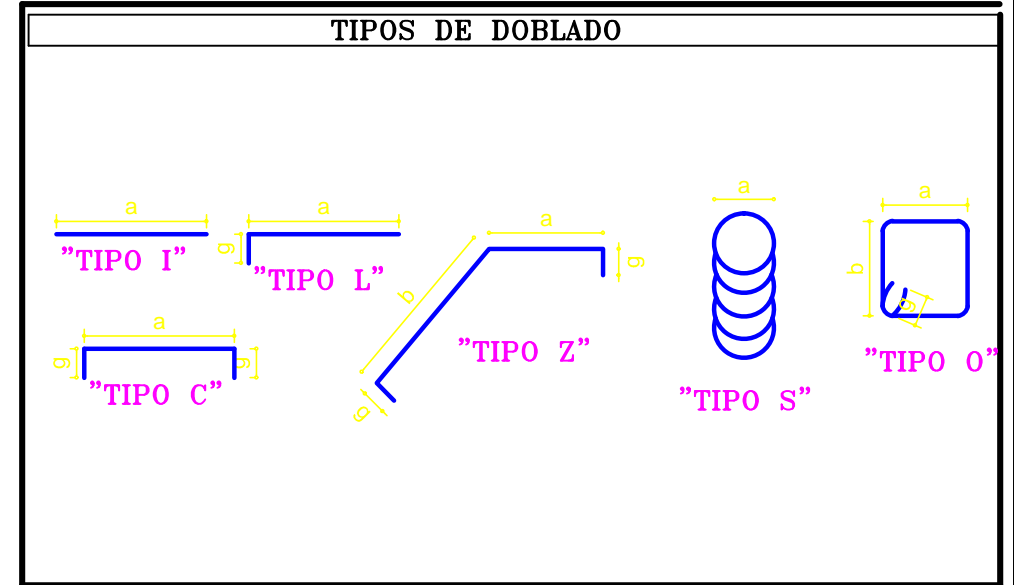 TIPOS DE DOBLADO
a
"TIPO I"
a
g
"TIPO L"
a
g
g
"TIPO C"
a
g
b
g
"TIPO Z"
a
"TIPO S"
a
b
g
"TIPO O"